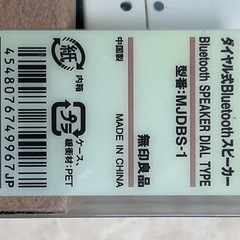 ダイヤル式Bluetoothスピーカー
Bluetooth SPEAKER DIAL TYPE
型番:MJDBS-1
無印良品
中国製
MADE IN CHINA
紙
内箱
プラ
ケース、
緩衝材:PET
4548076749967JP